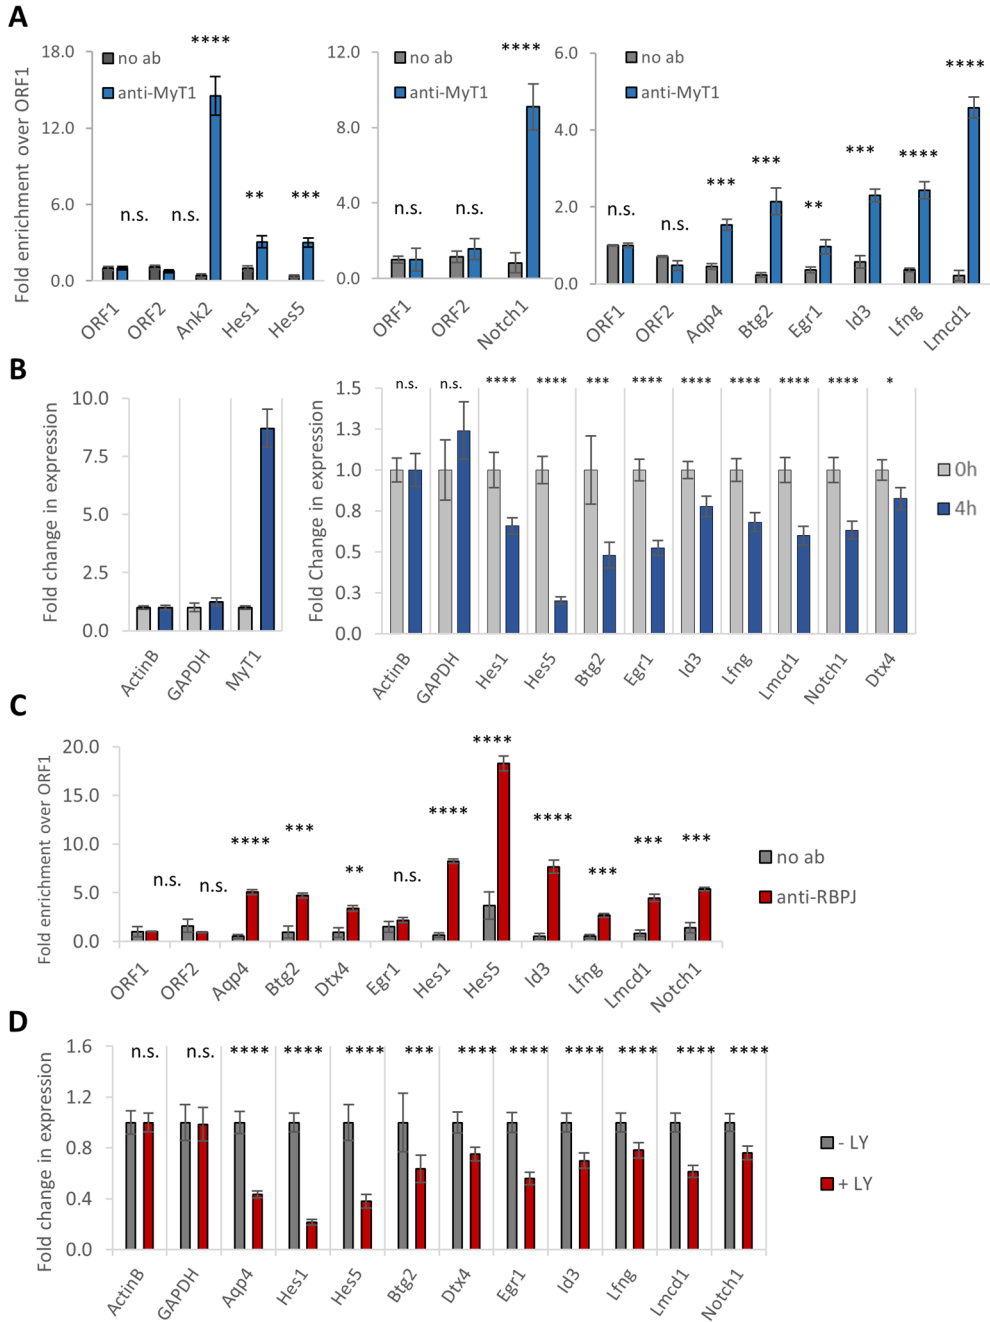 A
Fold enrichment over ORF1
18.0
12.0
6.0
0.0
no ab
anti-MyT1
n.s.
n.s.
****
**
***
ORF1
ORF2
Ank2
Hes1
Hes5
12.0
8.0
4.0
0.0
no ab
anti-MyT1
n.s.
n.s.
****
ORF1
ORF2
Notch1
6.0
4.0
2.0
0.0
no ab
anti-MyT1
n.s.
n.s.
***
***
**
***
****
****
ORF1
ORF2
Aqp4
Btg2
Egr1
Id3
Lfng
Lmcd1
B
Fold change in expression
10.0
7.5
5.0
2.5
0.0
ActinB
GAPDH
MyT1
Fold Change in expression
1.5
1.3
1.0
0.8
0.5
0.3
0.0
n.s.
n.s.
****
****
***
****
****
****
****
****
*
ActinB
GAPDH
Hes1
Hes5
Btg2
Egr1
Id3
Lfng
Lmcd1
Notch1
Dtx4
0h
4h
C
Fold enrichment over ORF1
20.0
15.0
10.0
5.0
0.0
n.s.
n.s.
****
***
**
n.s.
****
****
****
***
***
***
ORF1
ORF2
Aqp4
Btg2
Dtx4
Egr1
Hes1
Hes5
Id3
Lfng
Lmcd1
Notch1
no ab
anti-RBPJ
D
Fold change in expression
1.6
1.2
0.8
0.4
0.0
n.s.
n.s.
****
****
****
***
****
****
****
****
****
****
ActinB
GAPDH
Aqp4
Hes1
Hes5
Btg2
Dtx4
Egr1
Id3
Lfng
Lmcd1
Notch1
- LY
+ LY